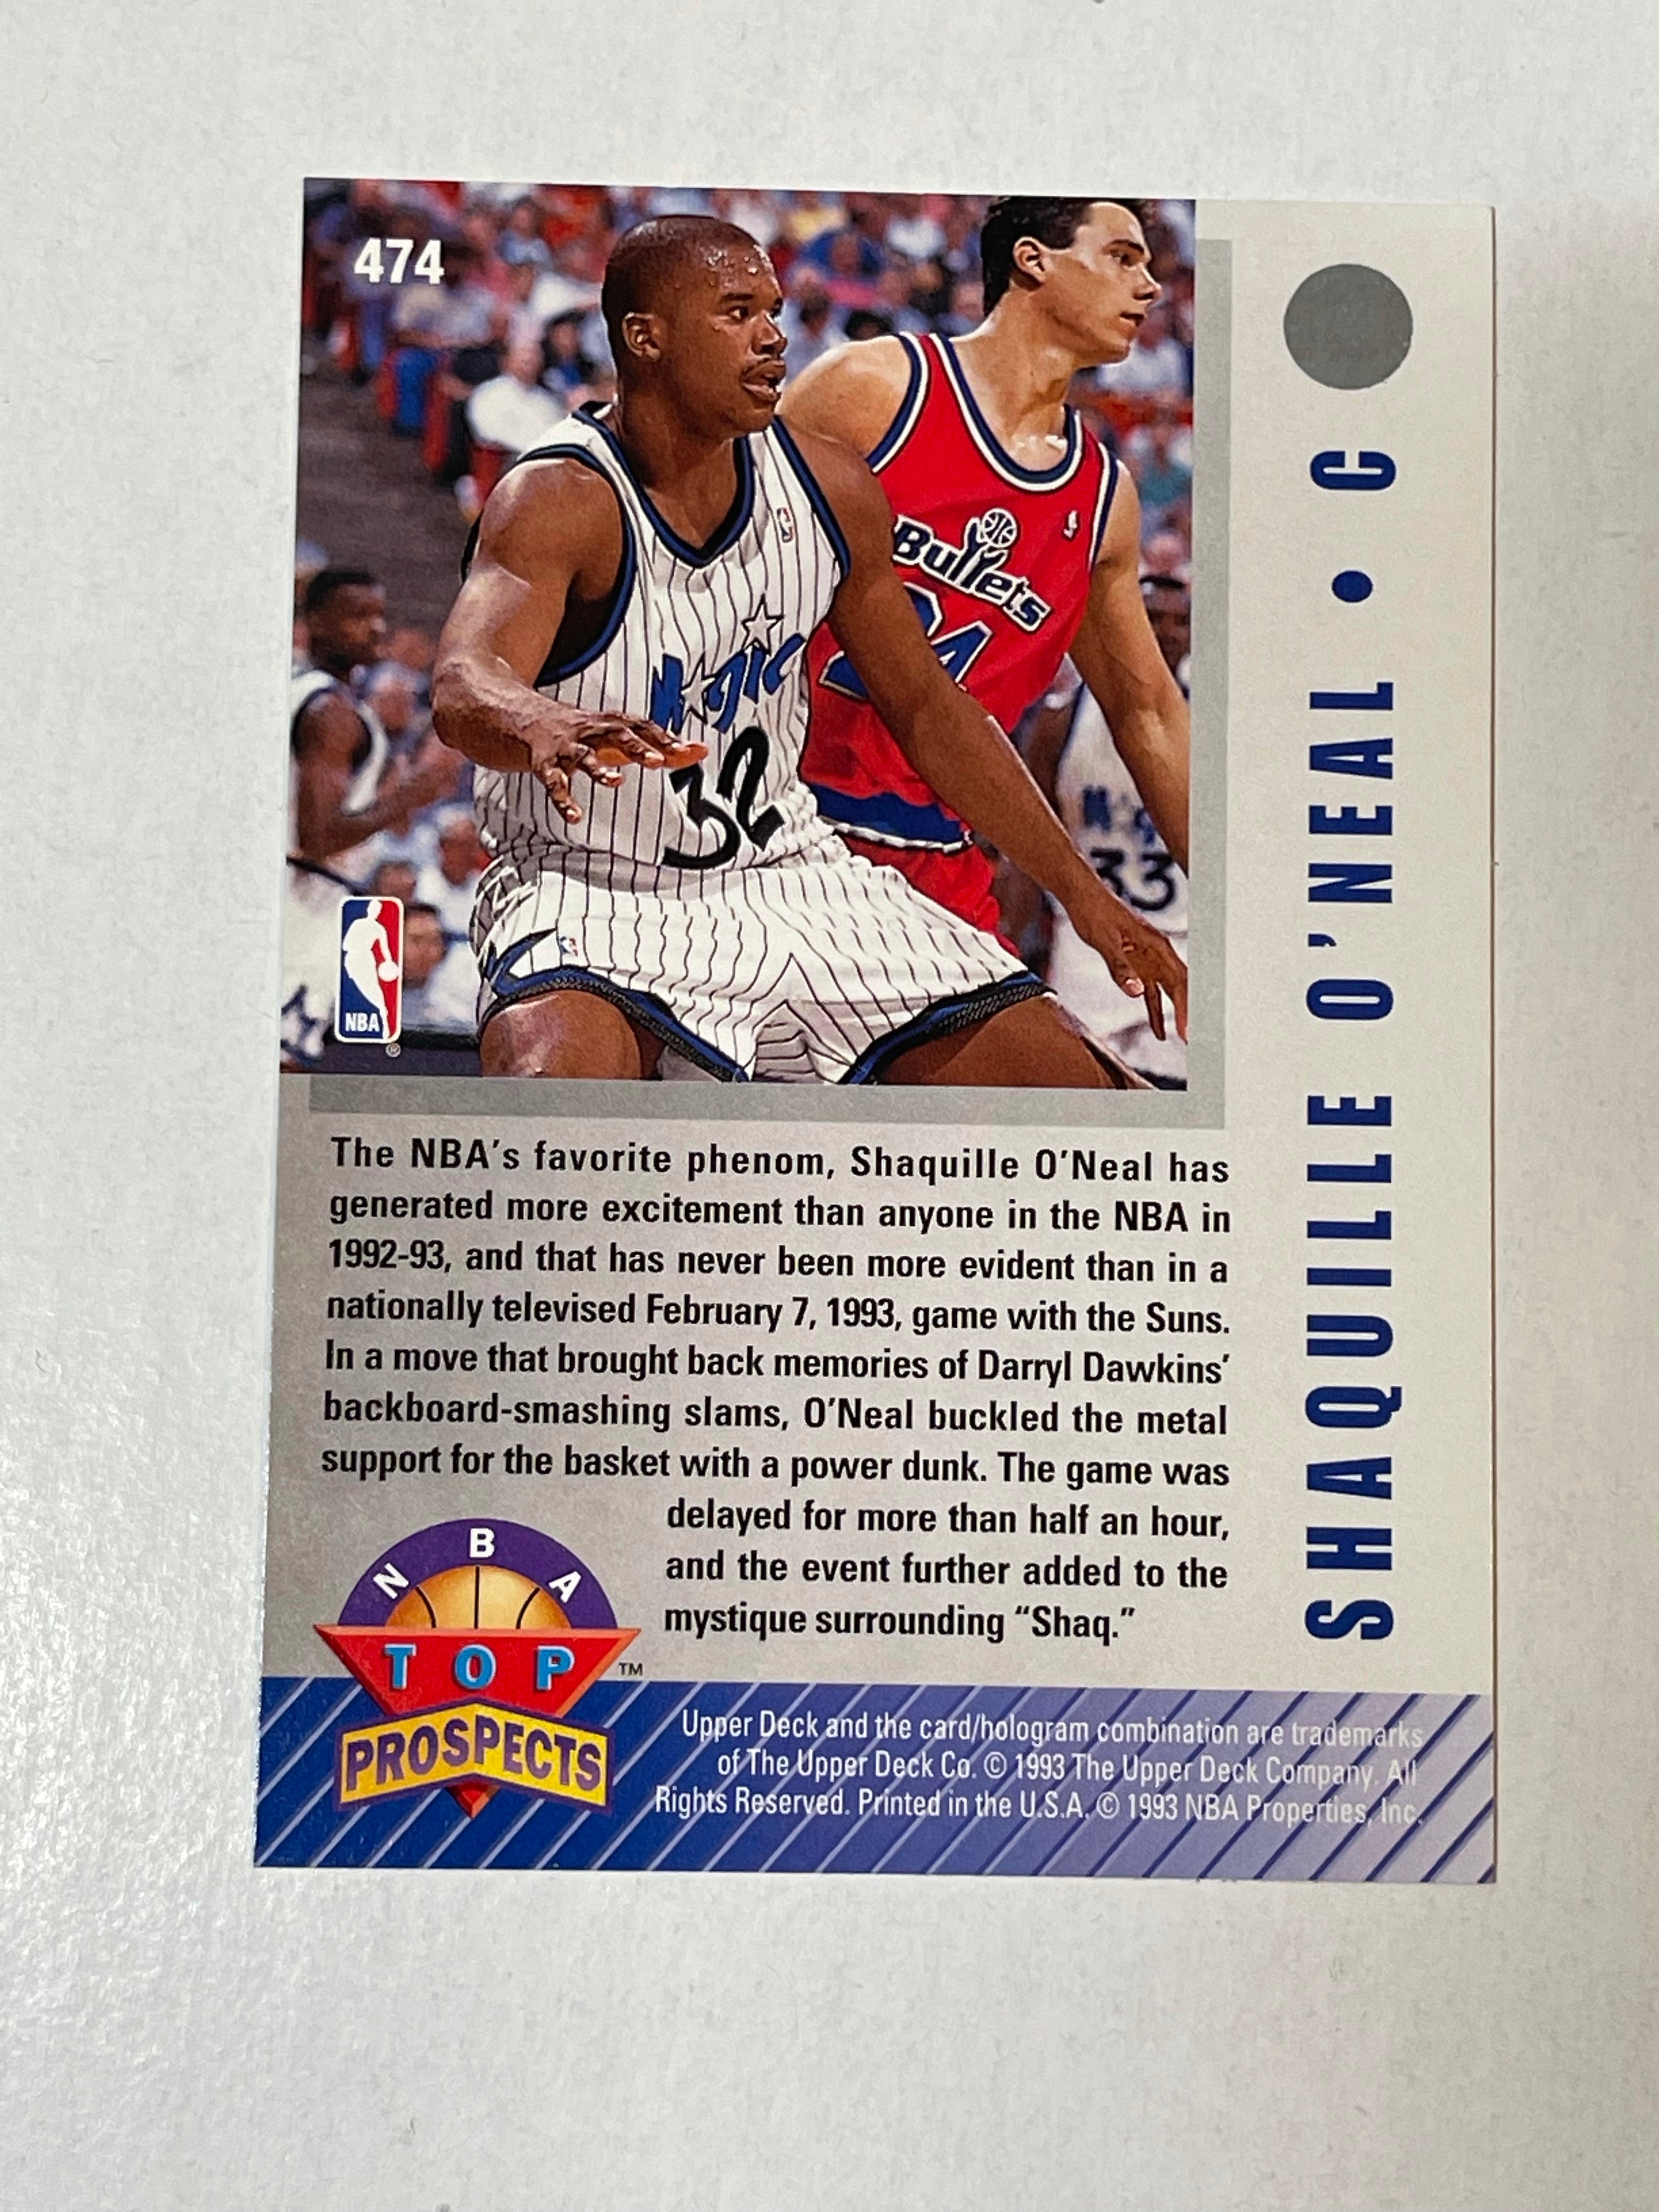 474
Bullets
34
Magic
32
33
NBA
®
SHAQUILLE O'NEAL • C
The NBA's favorite phenom, Shaquille O'Neal has
generated more excitement than anyone in the NBA in
1992-93, and that has never been more evident than in a
nationally televised February 7, 1993, game with the Suns.
In a move that brought back memories of Darryl Dawkins'
backboard-smashing slams, O'Neal buckled the metal
support for the basket with a power dunk. The game was
delayed for more than half an hour,
and the event further added to the
mystique surrounding “Shaq.”
NBA
TOP
PROSPECTS
TM
Upper Deck and the card/hologram combination are trademarks
of The Upper Deck Co. © 1993 The Upper Deck Company. All
Rights Reserved. Printed in the U.S.A. © 1993 NBA Properties, Inc.